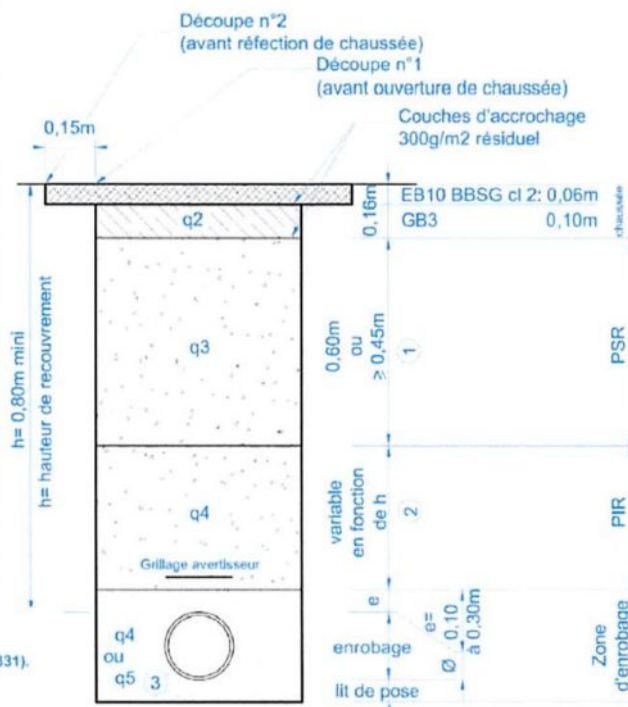 Découpe n°2
(avant réfection de chaussée)
Découpe n°1
(avant ouverture de chaussée)
Couches d'accrochage
300g/m2 résiduel
0,15m
0,16m
EB10 BBSG cl 2: 0,06m
GB3 0,10m
chaussée
q2
h= 0,80m mini
h= hauteur de recouvrement
q3
0,60m
ou
≥ 0,45m
1
PSR
q4
variable
en fonction
de h
2
PIR
Grillage avertisseur
e
e=
0,10
à 0,30m
q4
ou
q5 3
enrobage
Ø
Zone
d'enrobage
lit de pose
331).